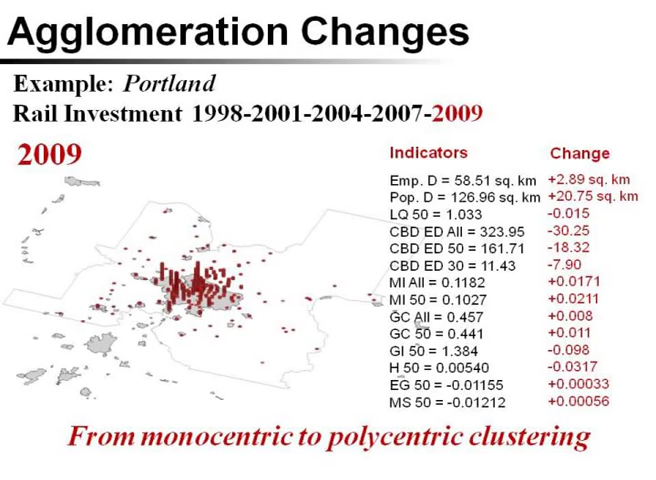 Agglomeration Changes
Example: Portland
Rail Investment 1998-2001-2004-2007-2009
2009
Indicators Change
Emp. D = 58.51 sq. km +2.89 sq. km
Pop. D = 126.96 sq. km +20.75 sq. km
LQ 50 = 1.033 -0.015
CBD ED All = 323.95 -30.25
CBD ED 50 = 161.71 -18.32
CBD ED 30 = 11.43 -7.90
MI All = 0.1182 +0.0171
MI 50 = 0.1027 +0.0211
GC All = 0.457 +0.008
GC 50 = 0.441 +0.011
GI 50 = 1.384 -0.098
H 50 = 0.00540 -0.0317
EG 50 = -0.01155 +0.00033
MS 50 = -0.01212 +0.00056
From monocentric to polycentric clustering